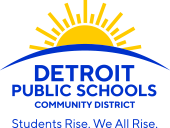 DETROIT
PUBLIC SCHOOLS
COMMUNITY DISTRICT
Students Rise. We All Rise.